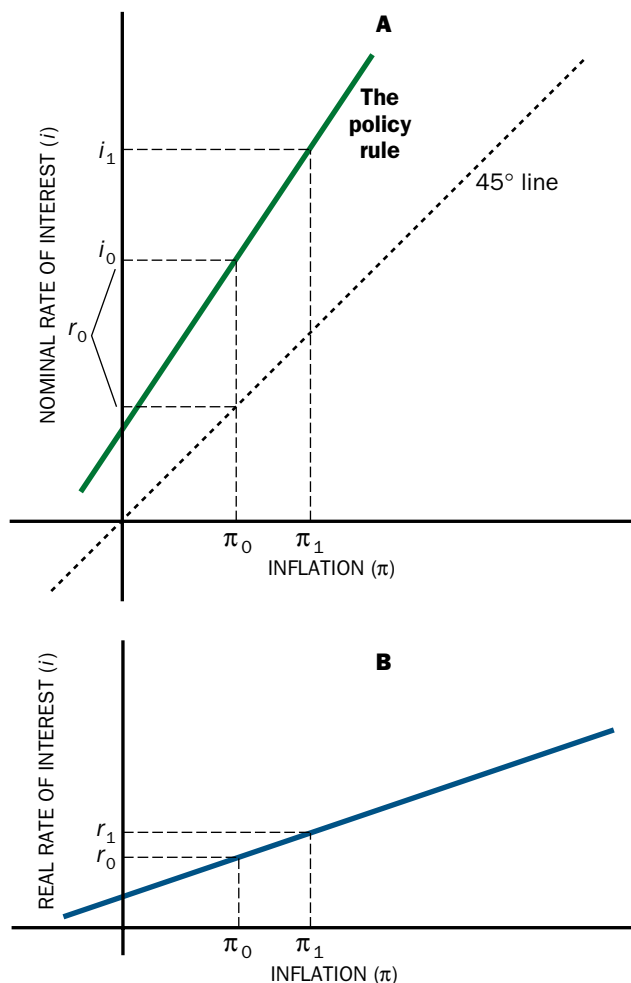 A
The
policy
rule
NOMINAL RATE OF INTEREST (i)
i₁
45° line
i₀
r₀
π₀
π₁
INFLATION (π)
B
REAL RATE OF INTEREST (i)
r₁
r₀
π₀
π₁
INFLATION (π)